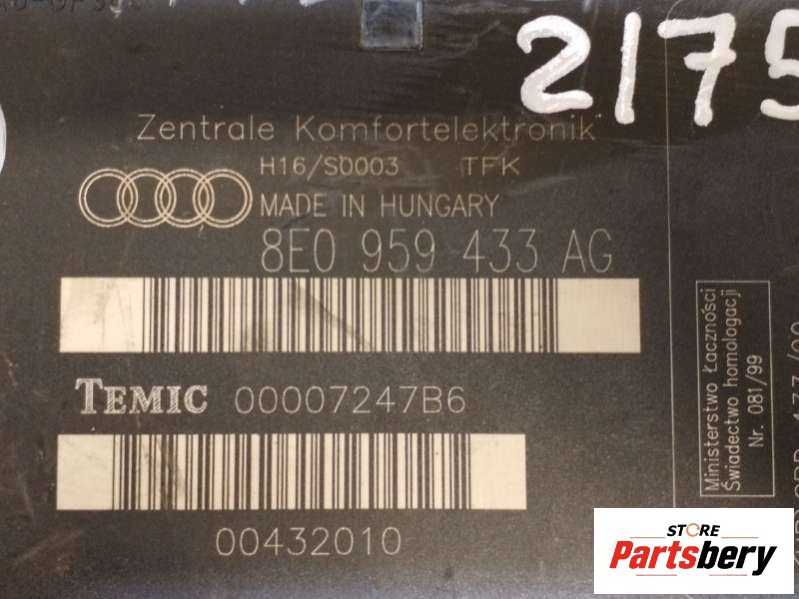 2175
Zentrale Komfortelektronik
H16/S0003 TFK
MADE IN HUNGARY
8E0 959 433 AG
TEMIC 00007247B6
00432010
Ministerstwo Łaczności
Świadectwo homologacji
Nr. 081/99
STORE
Partsbery